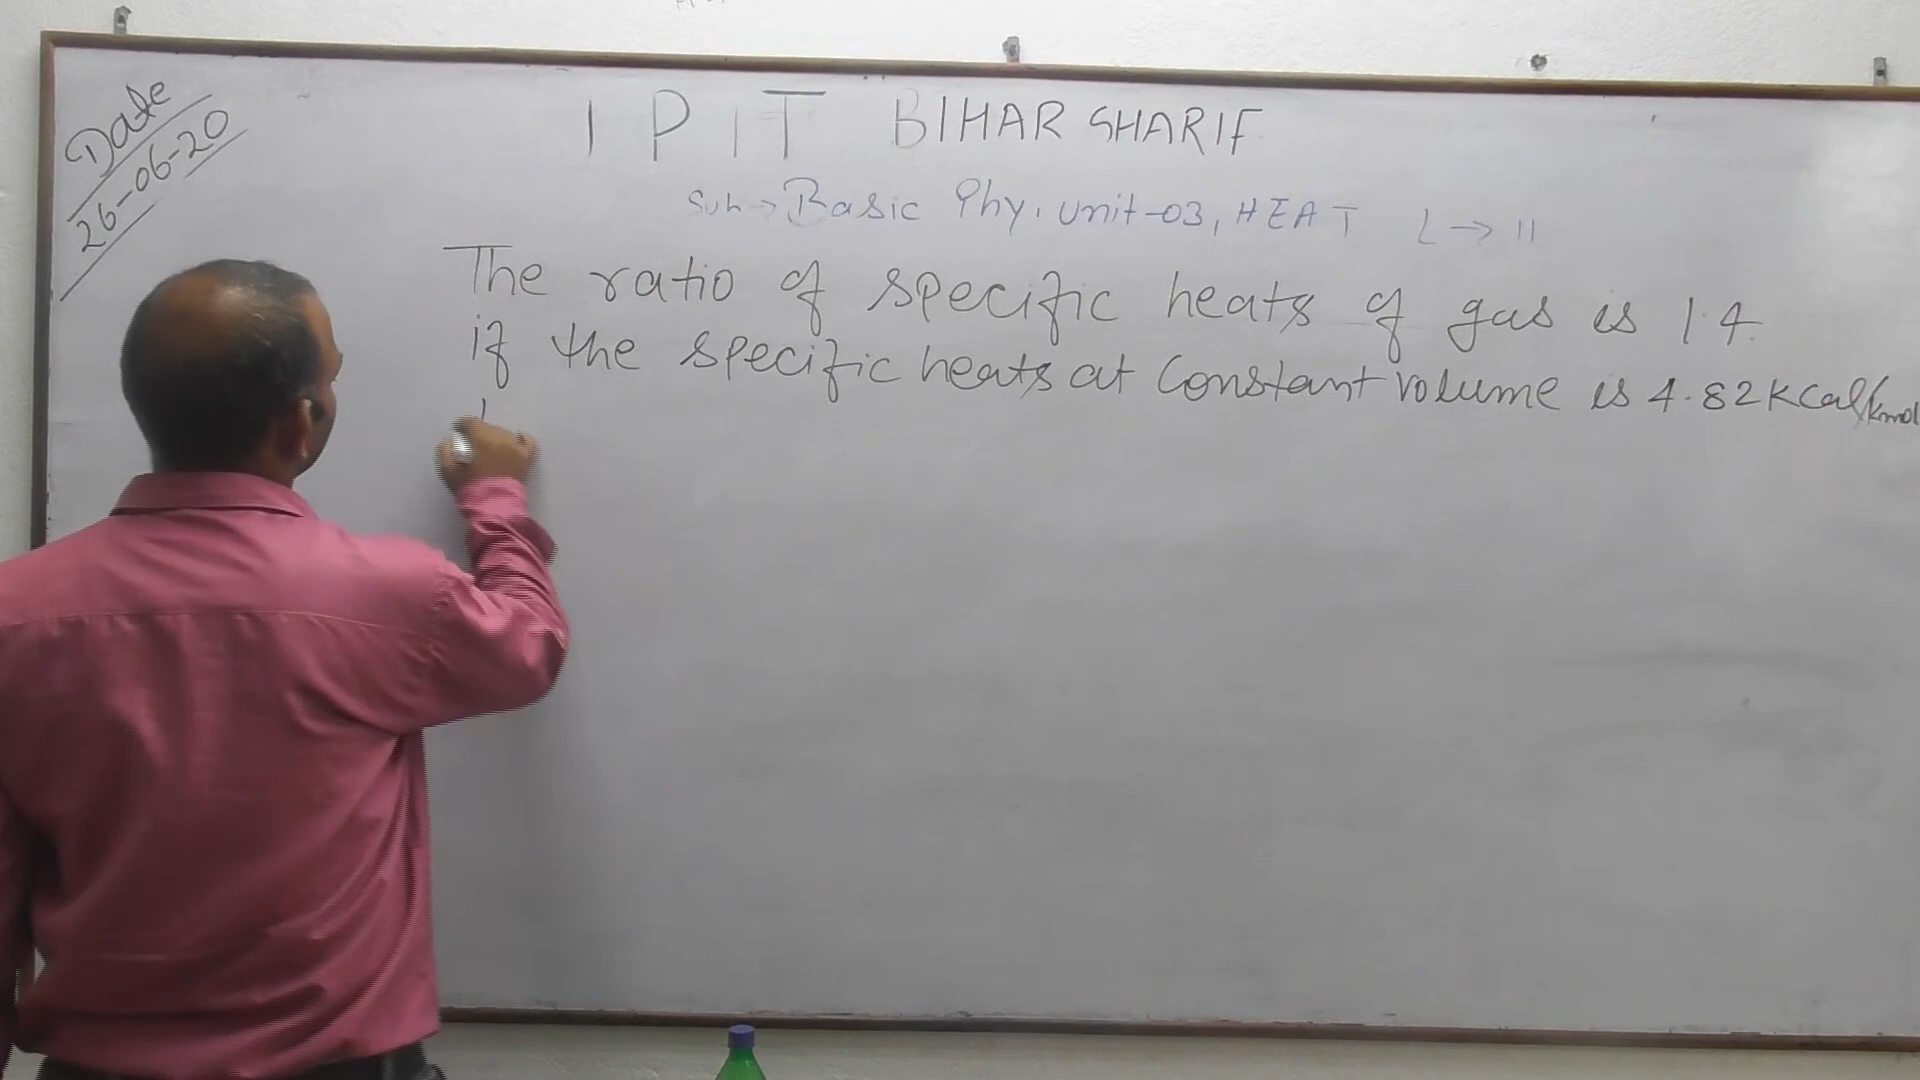 Date
26-06-20
I P I T BIHAR SHARIF
Sub→ Basic Phy, Unit-03, HEAT L → 11
The ratio of specific heats of gas is 1.4
if the specific heats at constant volume is 4.82 KCal/kmol